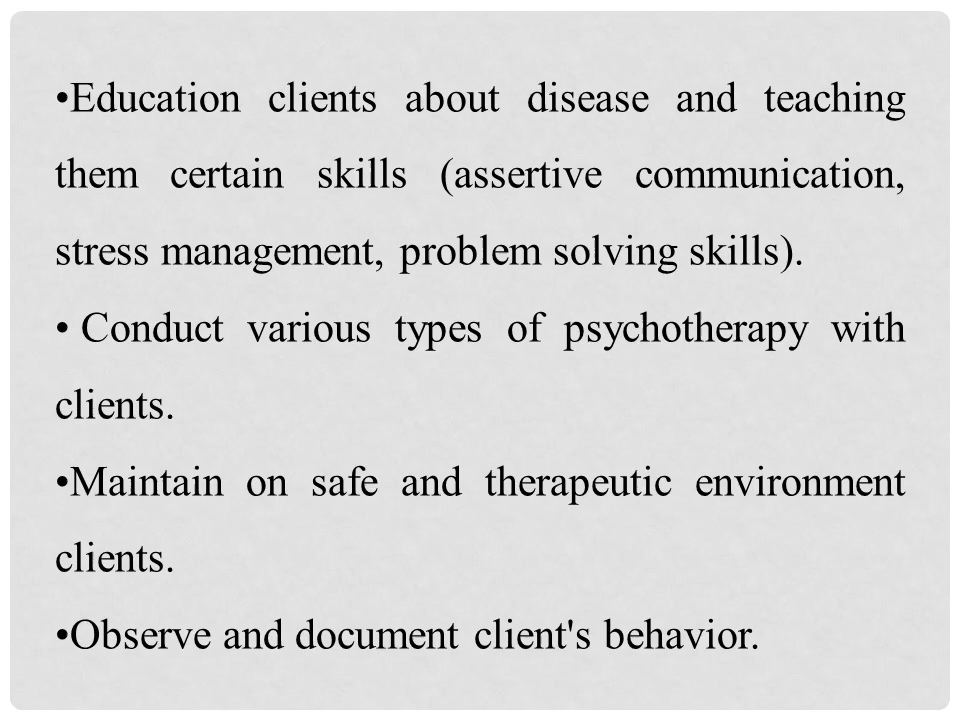 •Education clients about disease and teaching
them certain skills (assertive communication,
stress management, problem solving skills).
• Conduct various types of psychotherapy with
clients.
•Maintain on safe and therapeutic environment
clients.
•Observe and document client's behavior.